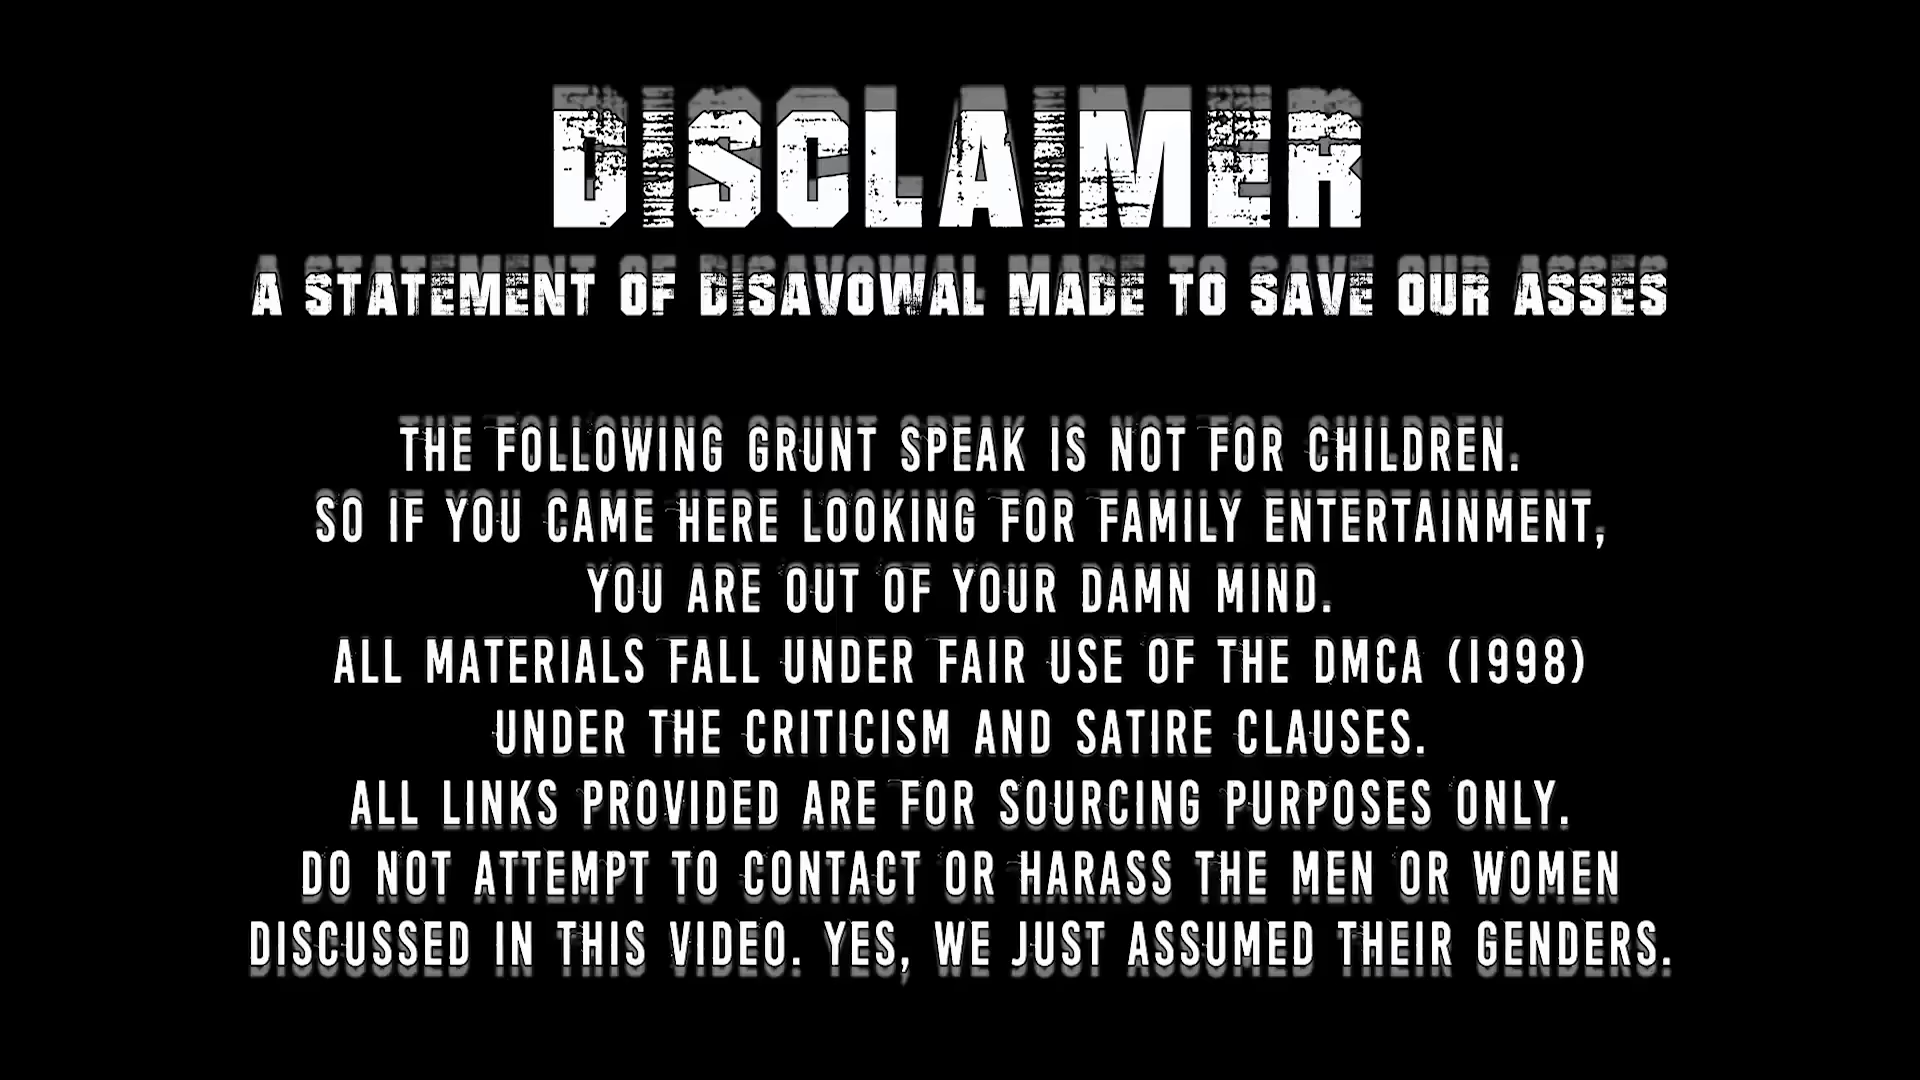 DISCLAIMER
A STATEMENT OF DISAVOWAL MADE TO SAVE OUR ASSES
THE FOLLOWING GRUNT SPEAK IS NOT FOR CHILDREN.
SO IF YOU CAME HERE LOOKING FOR FAMILY ENTERTAINMENT,
YOU ARE OUT OF YOUR DAMN MIND.
ALL MATERIALS FALL UNDER FAIR USE OF THE DMCA (1998)
UNDER THE CRITICISM AND SATIRE CLAUSES.
ALL LINKS PROVIDED ARE FOR SOURCING PURPOSES ONLY.
DO NOT ATTEMPT TO CONTACT OR HARASS THE MEN OR WOMEN
DISCUSSED IN THIS VIDEO. YES, WE JUST ASSUMED THEIR GENDERS.